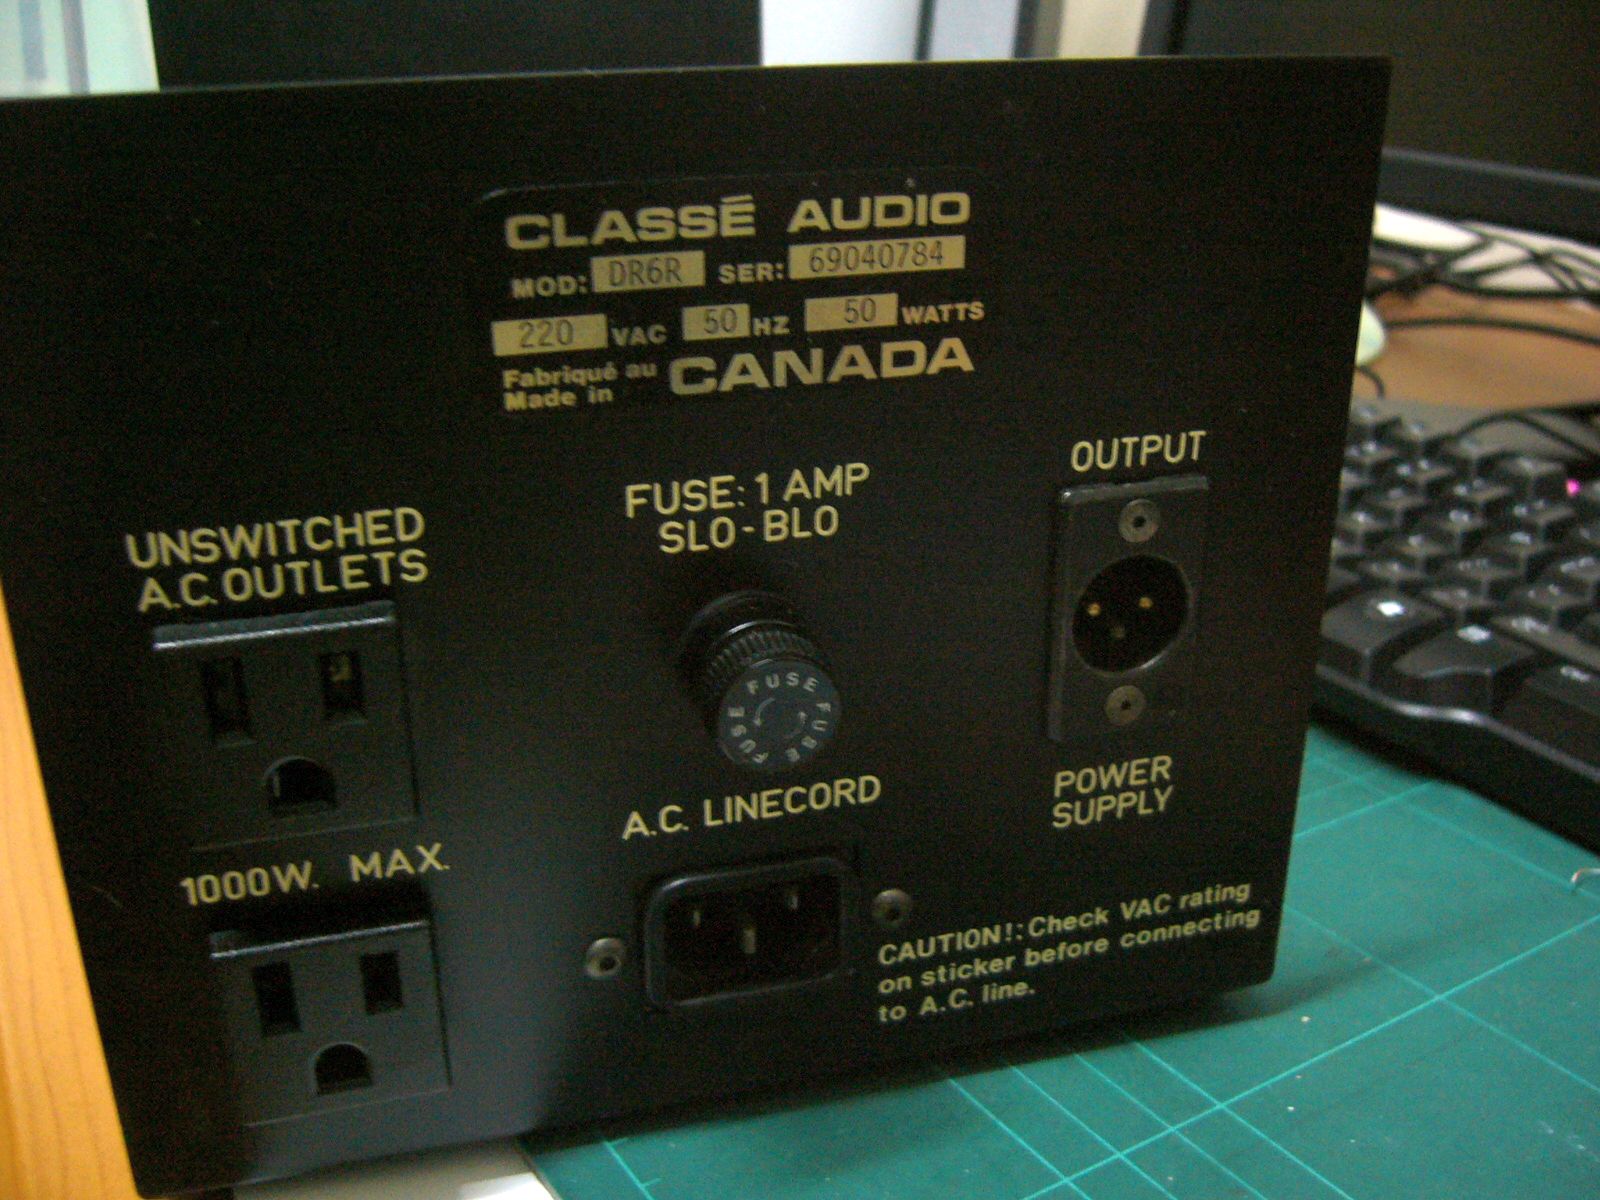 CLASSÉ AUDIO
MOD: DR6R SER: 69040784
220 VAC 50 HZ 50 WATTS
Fabriqué au
Made in CANADA
UNSWITCHED
A.C. OUTLETS
FUSE: 1 AMP
SLO-BLO
OUTPUT
FUSE FUSE FUSE
1000W. MAX.
A.C. LINECORD
POWER
SUPPLY
CAUTION!: Check VAC rating
on sticker before connecting
to A.C. line.